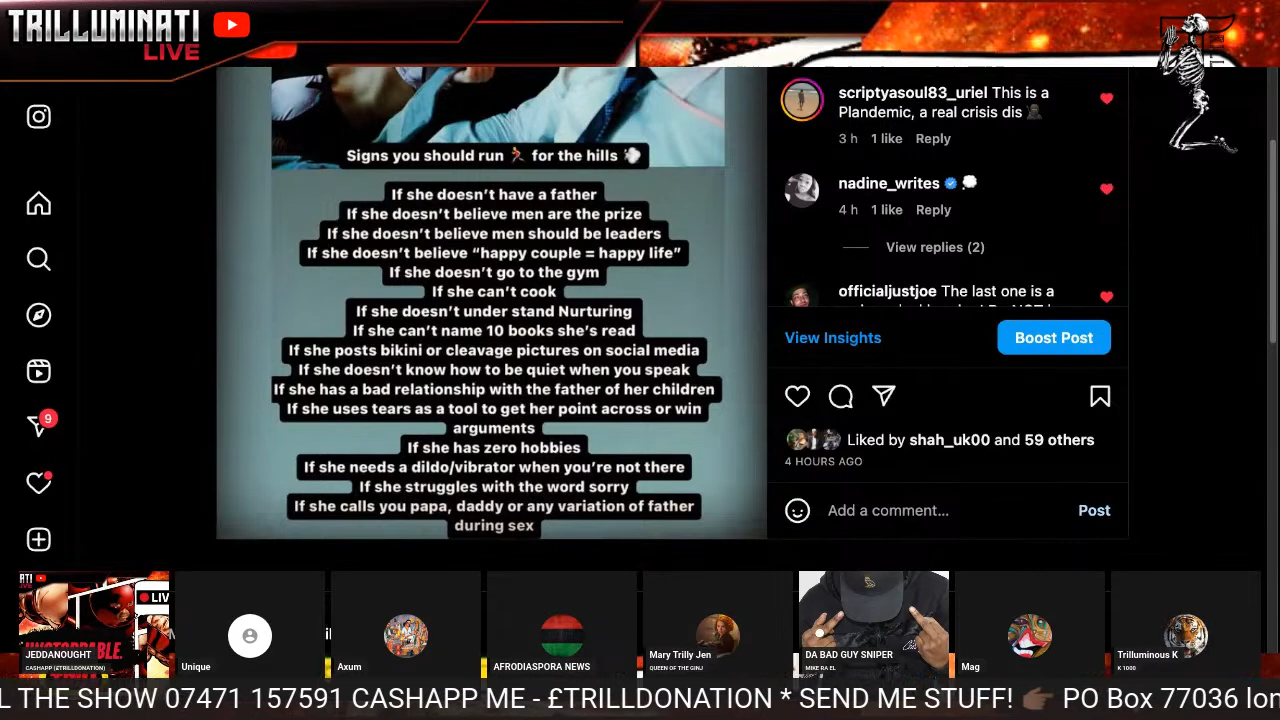 TRILLUMINATI
LIVE
Signs you should run 🏃 for the hills 💨
If she doesn't have a father
If she doesn't believe men are the prize
If she doesn't believe men should be leaders
If she doesn't believe "happy couple = happy life"
If she doesn't go to the gym
If she can't cook
If she doesn't under stand Nurturing
If she can't name 10 books she's read
If she posts bikini or cleavage pictures on social media
If she doesn't know how to be quiet when you speak
If she has a bad relationship with the father of her children
If she uses tears as a tool to get her point across or win
arguments
If she has zero hobbies
If she needs a dildo/vibrator when you're not there
If she struggles with the word sorry
If she calls you papa, daddy or any variation of father
during sex
scriptyasoul83_uriel This is a
Plandemic, a real crisis dis
3 h 1 like Reply
nadine_writes
4 h 1 like Reply
View replies (2)
officialjustjoe The last one is a
View Insights
Boost Post
Liked by shah_uk00 and 59 others
4 HOURS AGO
Add a comment...
Post
9
JEDDANOUGHT
CASHAPP (£TRILLDONATION)
Unique
Axum
AFRODIASPORA NEWS
Mary Trilly Jen
QUEEN OF THE GINJ
DA BAD GUY SNIPER
MIKE RA EL
Mag
Trilluminous K
K 1000
L THE SHOW 07471 157591 CASHAPP ME - £TRILLDONATION * SEND ME STUFF! 👉🏾 PO Box 77036 lon